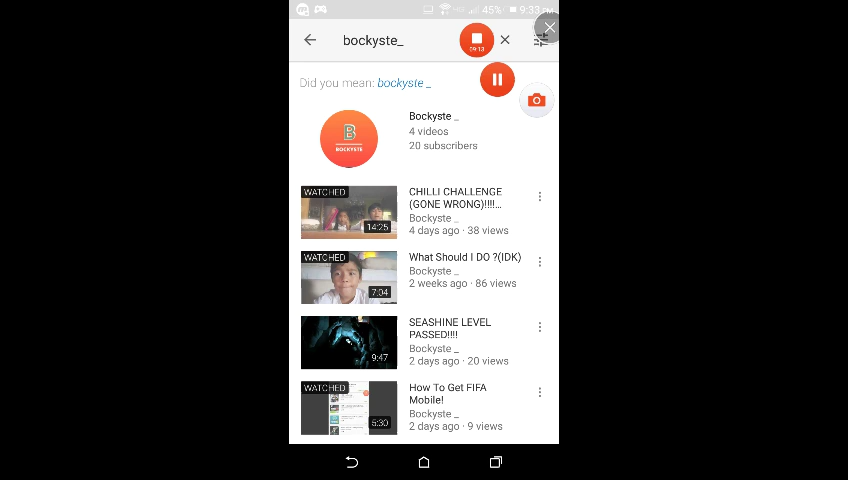 45% 9:33 PM
bockyste_
09:13
Did you mean: bockyste _
B
BOCKYSTE
Bockyste _
4 videos
20 subscribers
WATCHED
14:25
CHILLI CHALLENGE
(GONE WRONG)!!!!...
Bockyste _
4 days ago · 38 views
WATCHED
7:04
What Should I DO ?(IDK)
Bockyste _
2 weeks ago · 86 views
9:47
SEASHINE LEVEL
PASSED!!!!
Bockyste _
2 days ago · 20 views
WATCHED
5:30
How To Get FIFA
Mobile!
Bockyste _
2 days ago · 9 views